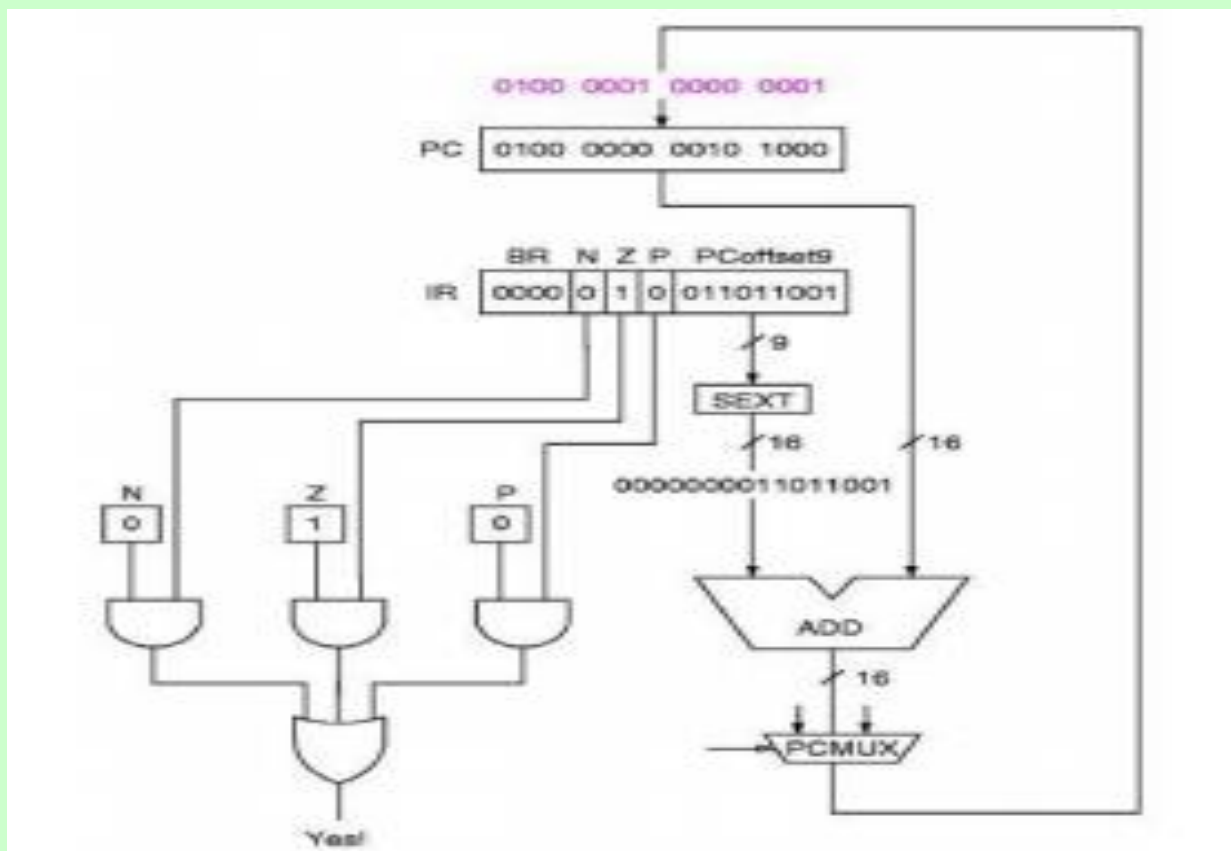 0100 0001 0000 0001
PC 0100 0000 0010 1000
BR N Z P PCoffset9
IR 0000 0 1 0 011011001
9
SEXT
16 16
0000000011011001
N Z P
0 1 0
ADD
16
PCMUX
Yes!